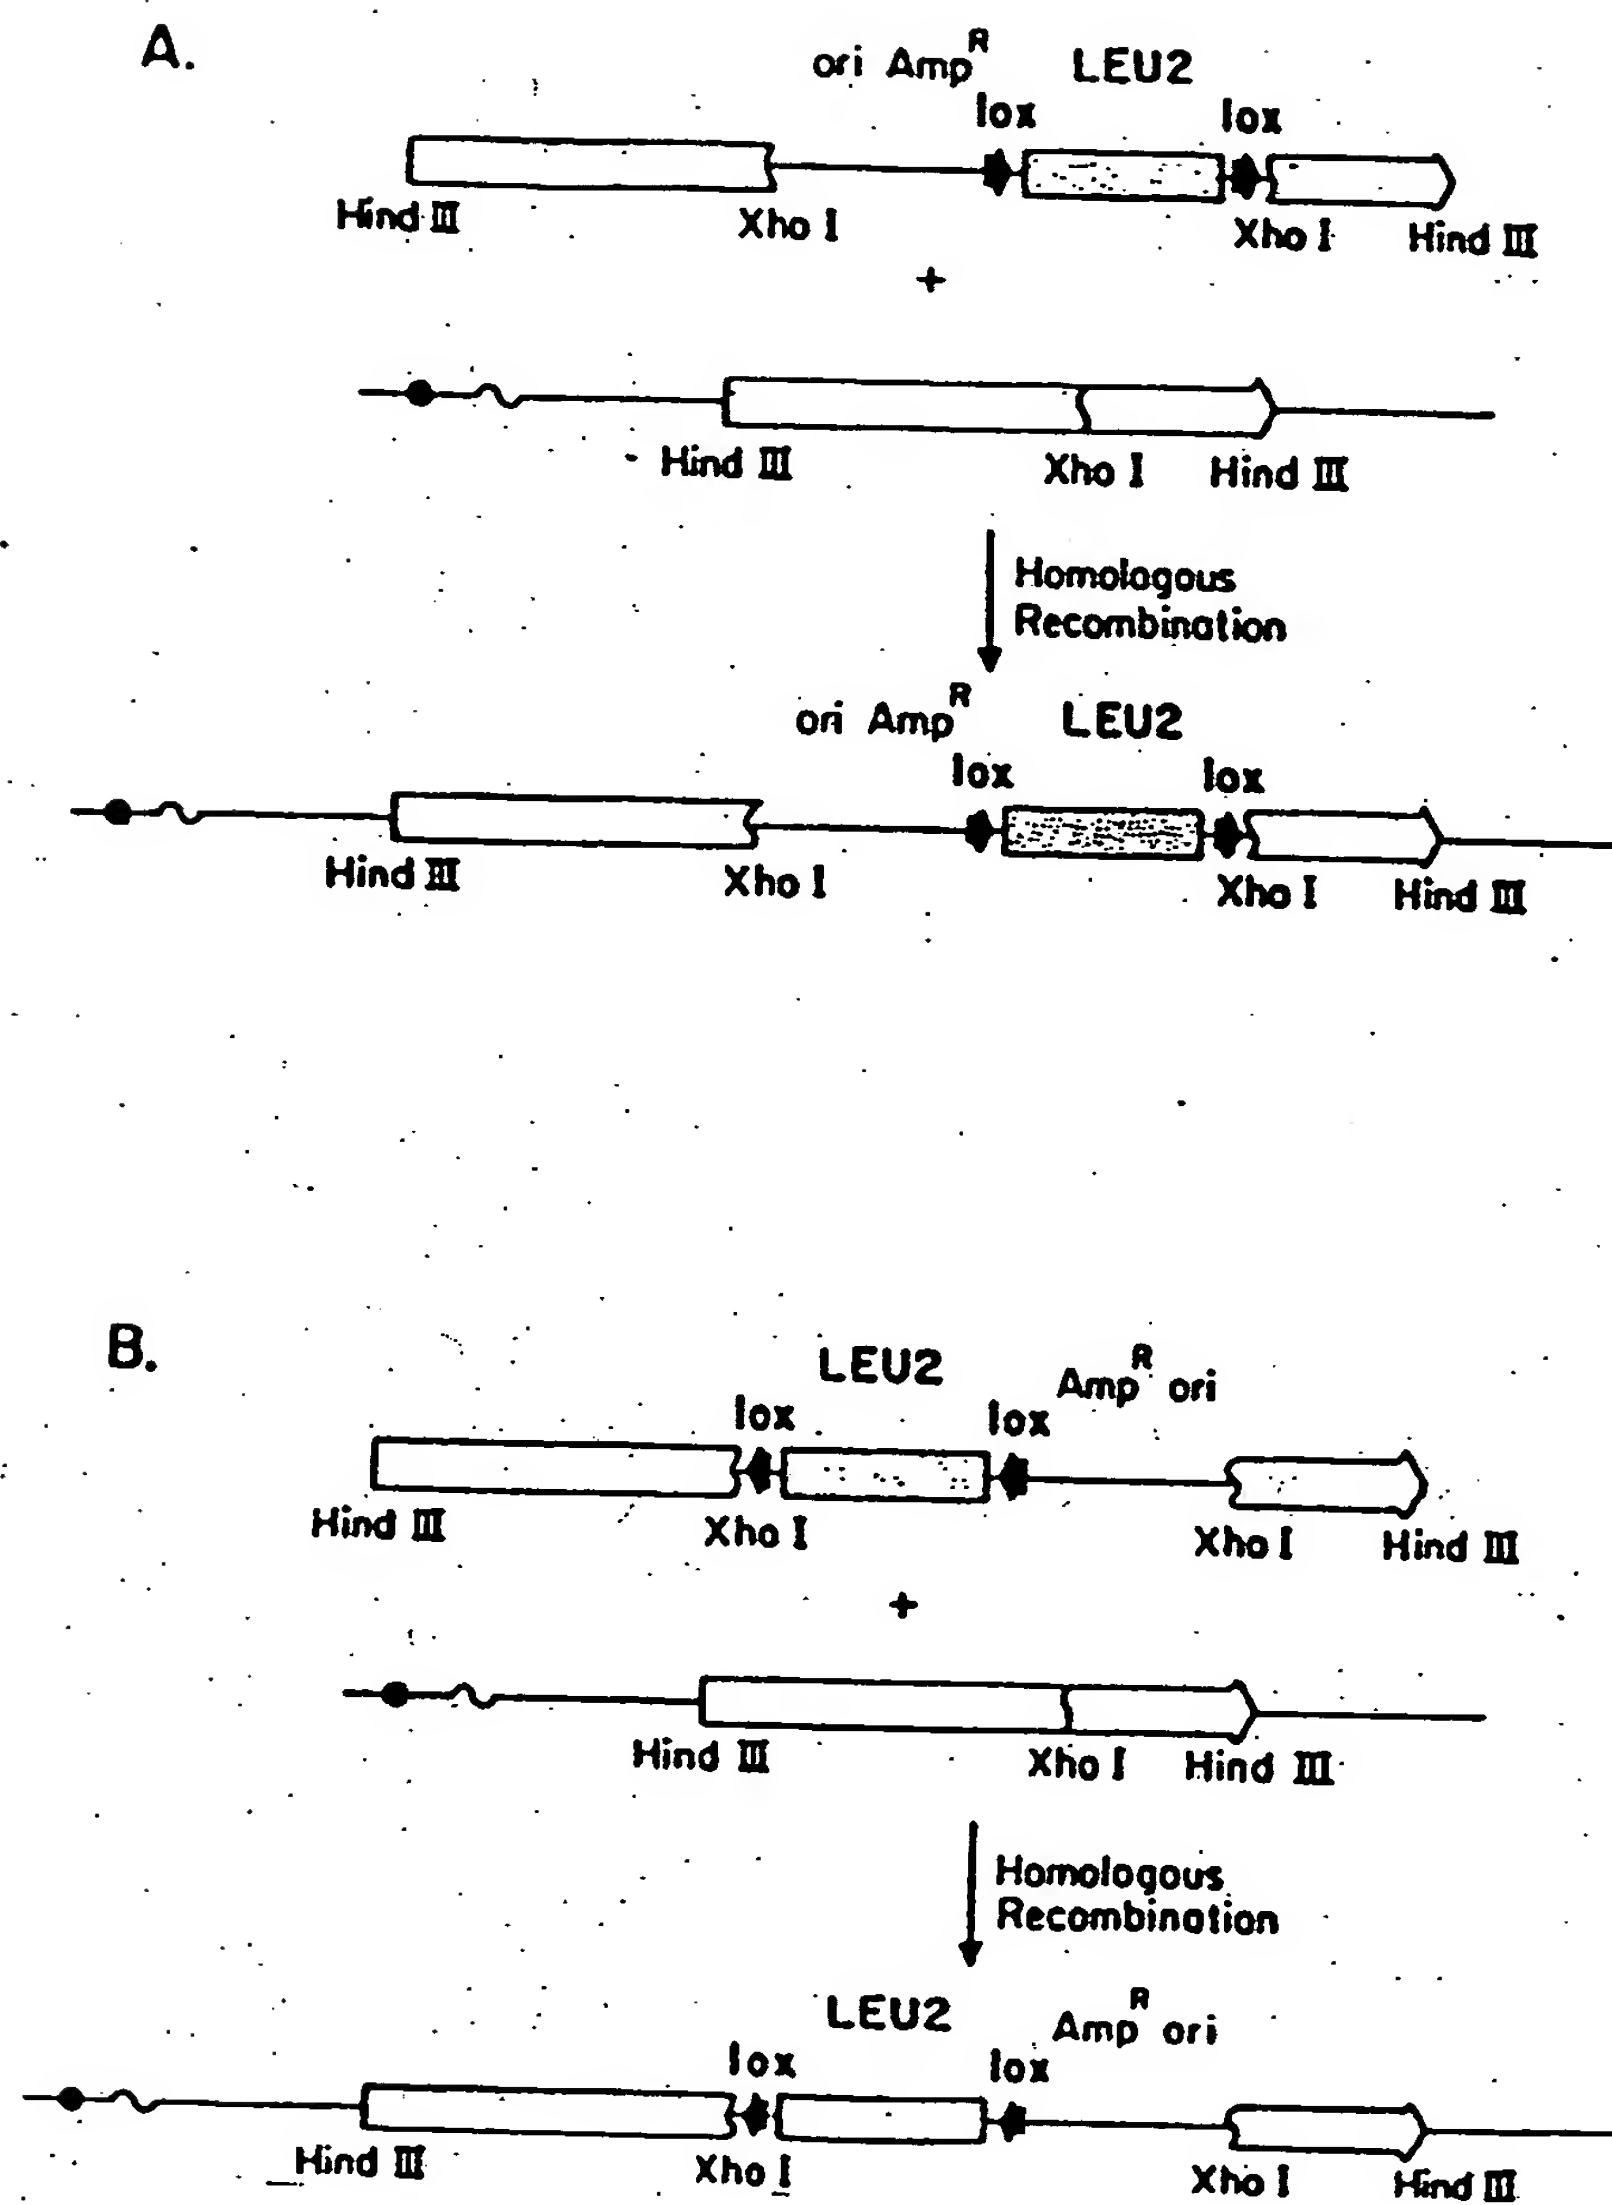 A.
ori Amp^R LEU2
lox lox
Hind III Xho I Xho I Hind III
+
Hind III Xho I Hind III
Homologous
Recombination
ori Amp^R LEU2
lox lox
Hind III Xho I Xho I Hind III
B.
LEU2 Amp^R ori
lox lox
Hind III Xho I Xho I Hind III
+
Hind III Xho I Hind III
Homologous
Recombination
LEU2 Amp^R ori
lox lox
Hind III Xho I Xho I Hind III